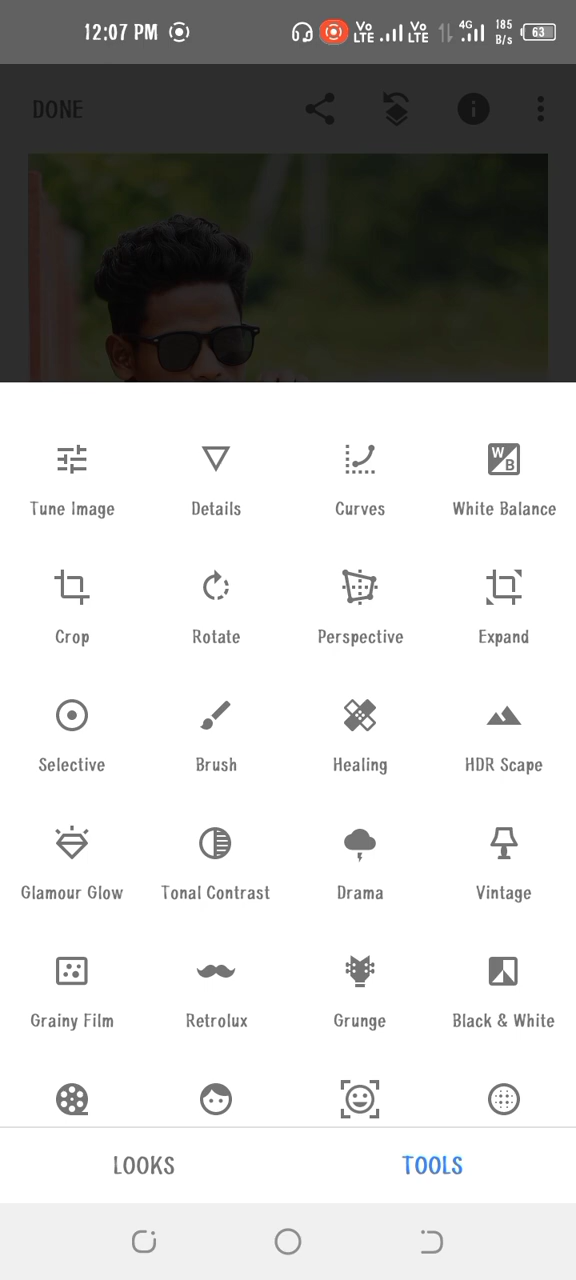 12:07 PM Vo LTE Vo LTE 4G 185 B/s 63
DONE
Tune Image Details Curves White Balance
Crop Rotate Perspective Expand
Selective Brush Healing HDR Scape
Glamour Glow Tonal Contrast Drama Vintage
Grainy Film Retrolux Grunge Black & White
LOOKS TOOLS